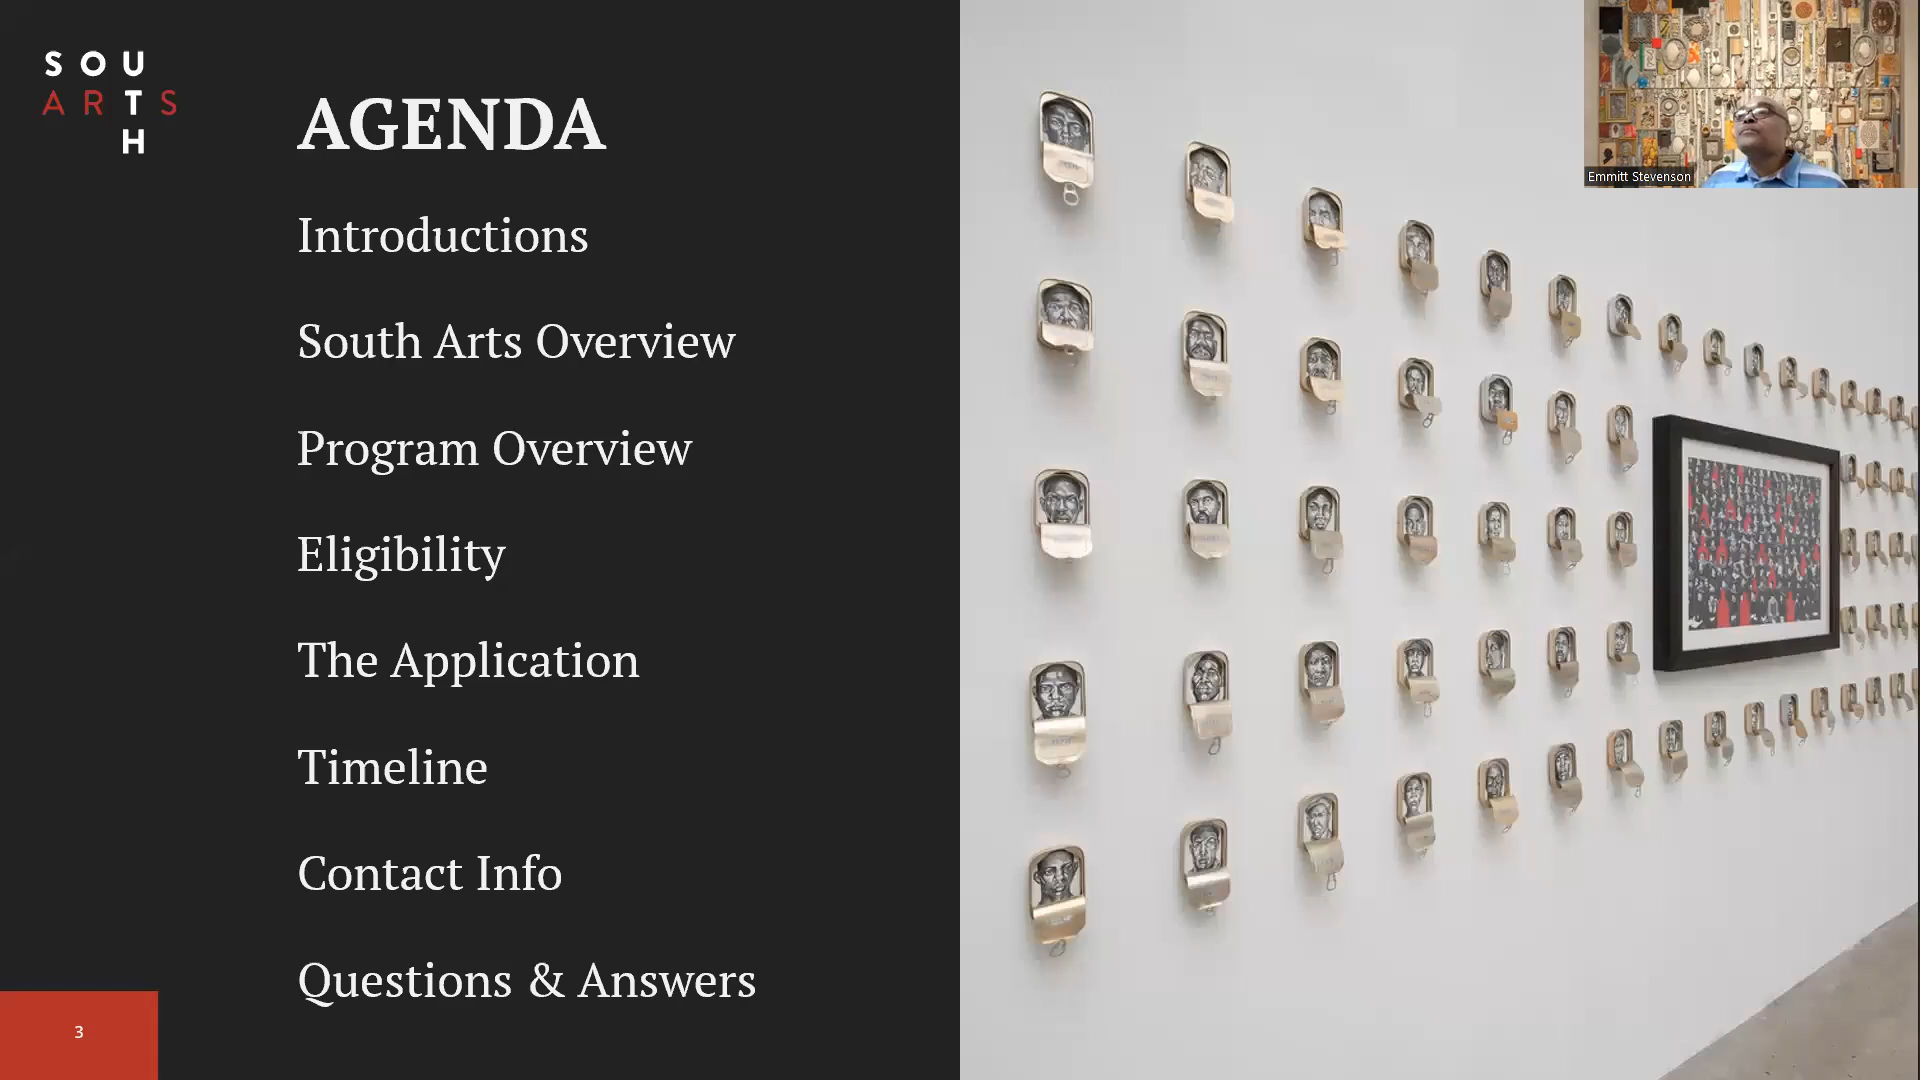 SOU
ARTS
H
AGENDA
Introductions
South Arts Overview
Program Overview
Eligibility
The Application
Timeline
Contact Info
Questions & Answers
3
Emmitt Stevenson